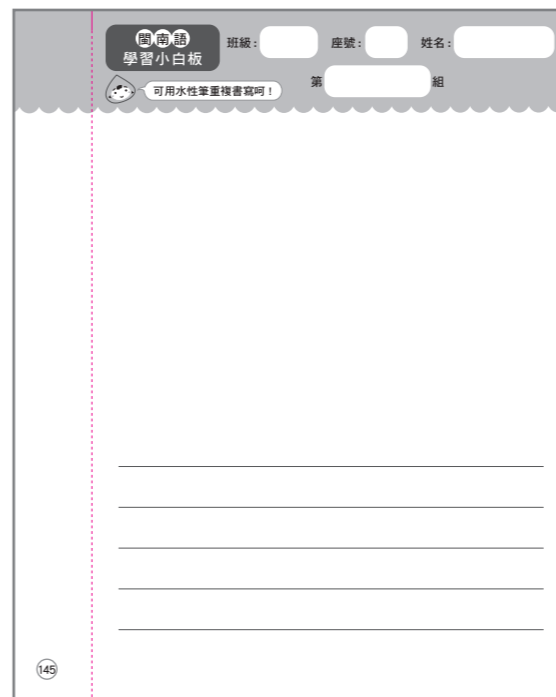 閩南語
學習小白板
班級： 座號： 姓名：
可用水性筆重複書寫呵！
第 組
145